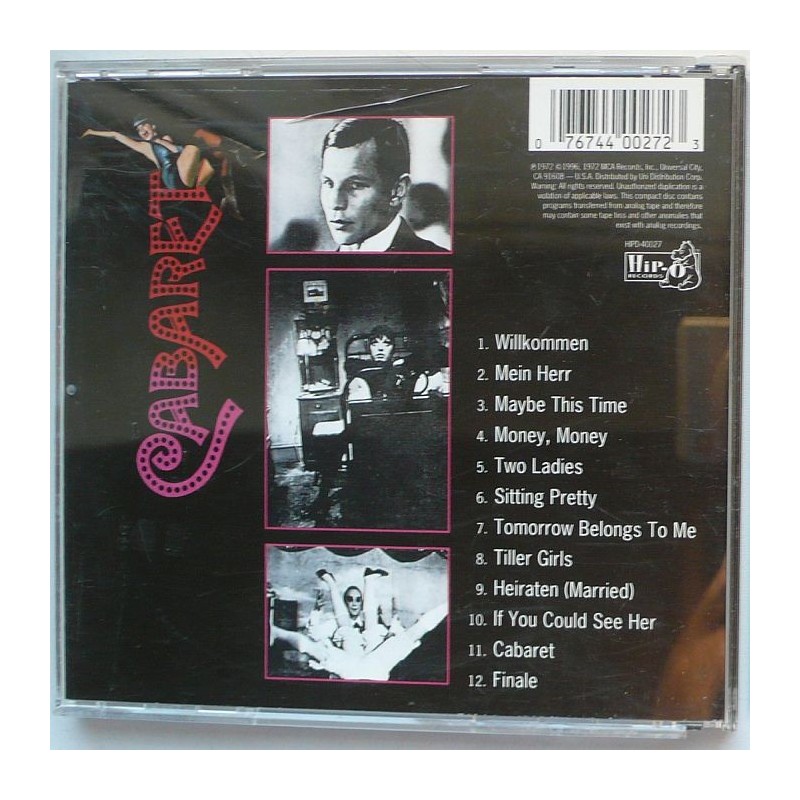 CABARET
0 76744 00272 3
℗ 1972 © 1996, 1972 MCA Records, Inc., Universal City,
CA 91608 — U.S.A. Distributed by Uni Distribution Corp.
Warning: All rights reserved. Unauthorized duplication is a
violation of applicable laws. This compact disc contains
programs transferred from analog tape and therefore
may contain some tape hiss and other anomalies that
exist with analog recordings.
HIPD-40027
HiP-O
RECORDS
1. Willkommen
2. Mein Herr
3. Maybe This Time
4. Money, Money
5. Two Ladies
6. Sitting Pretty
7. Tomorrow Belongs To Me
8. Tiller Girls
9. Heiraten (Married)
10. If You Could See Her
11. Cabaret
12. Finale